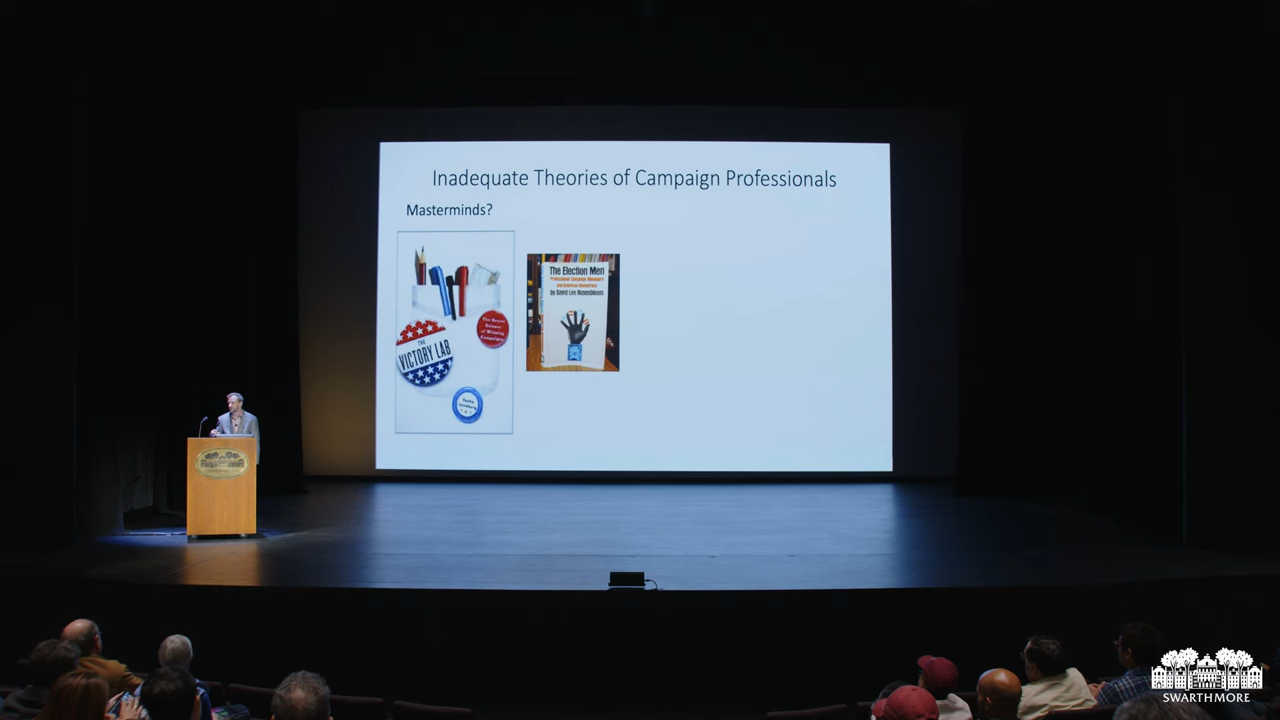 Inadequate Theories of Campaign Professionals
Masterminds?
THE
VICTORY LAB
The Secret
Science
of Winning
Campaigns
The Election Men
Professional Campaign Managers
and American Democracy
by David Lee Rosenbloom
SWARTHMORE